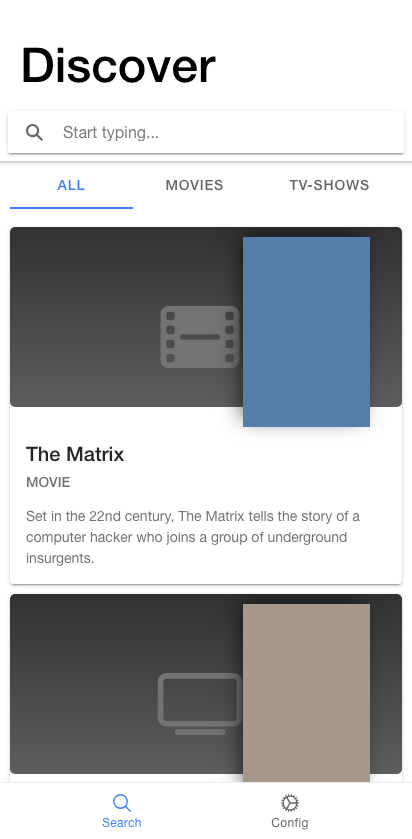 Discover
Start typing...
ALL
MOVIES
TV-SHOWS
The Matrix
MOVIE
Set in the 22nd century, The Matrix tells the story of a
computer hacker who joins a group of underground
insurgents.
Search
Config